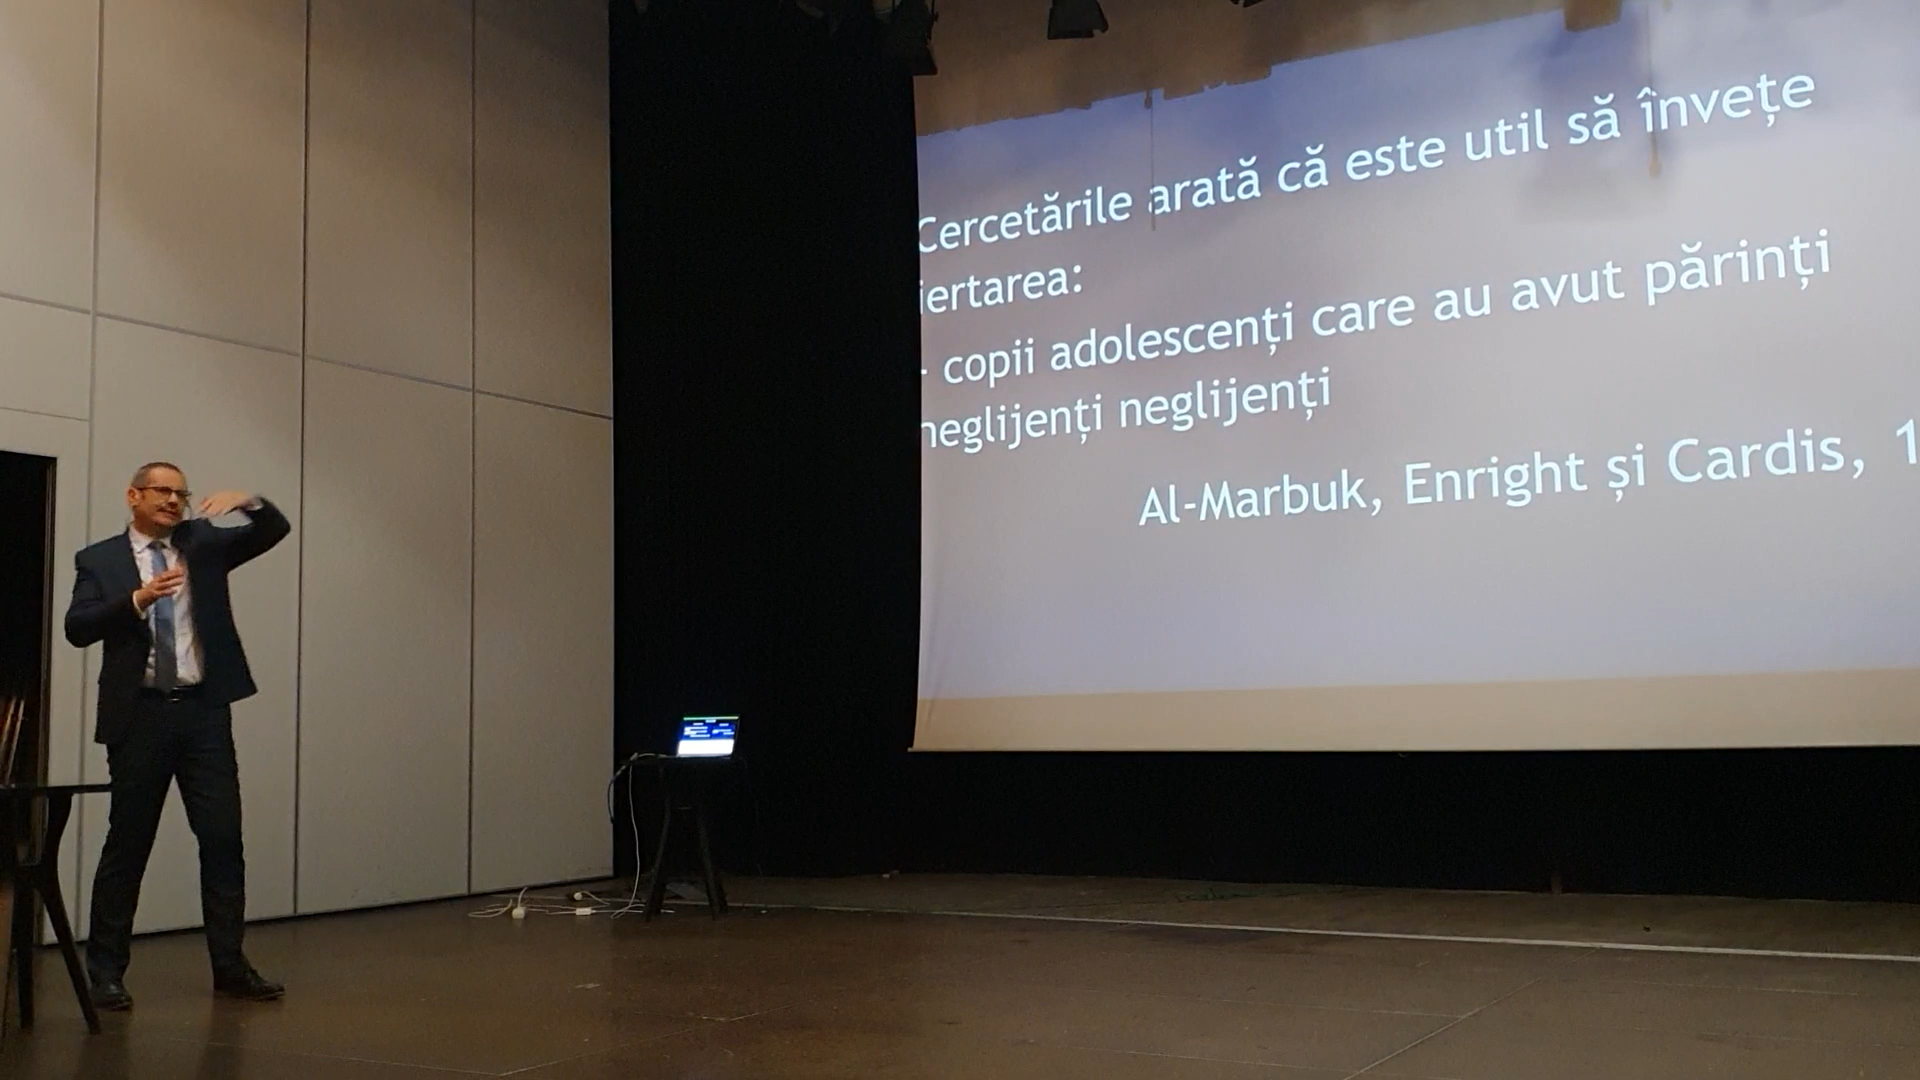 Cercetările arată că este util să învețe
iertarea:
- copii adolescenți care au avut părinți
neglijenți neglijenți
Al-Marbuk, Enright și Cardis, 1